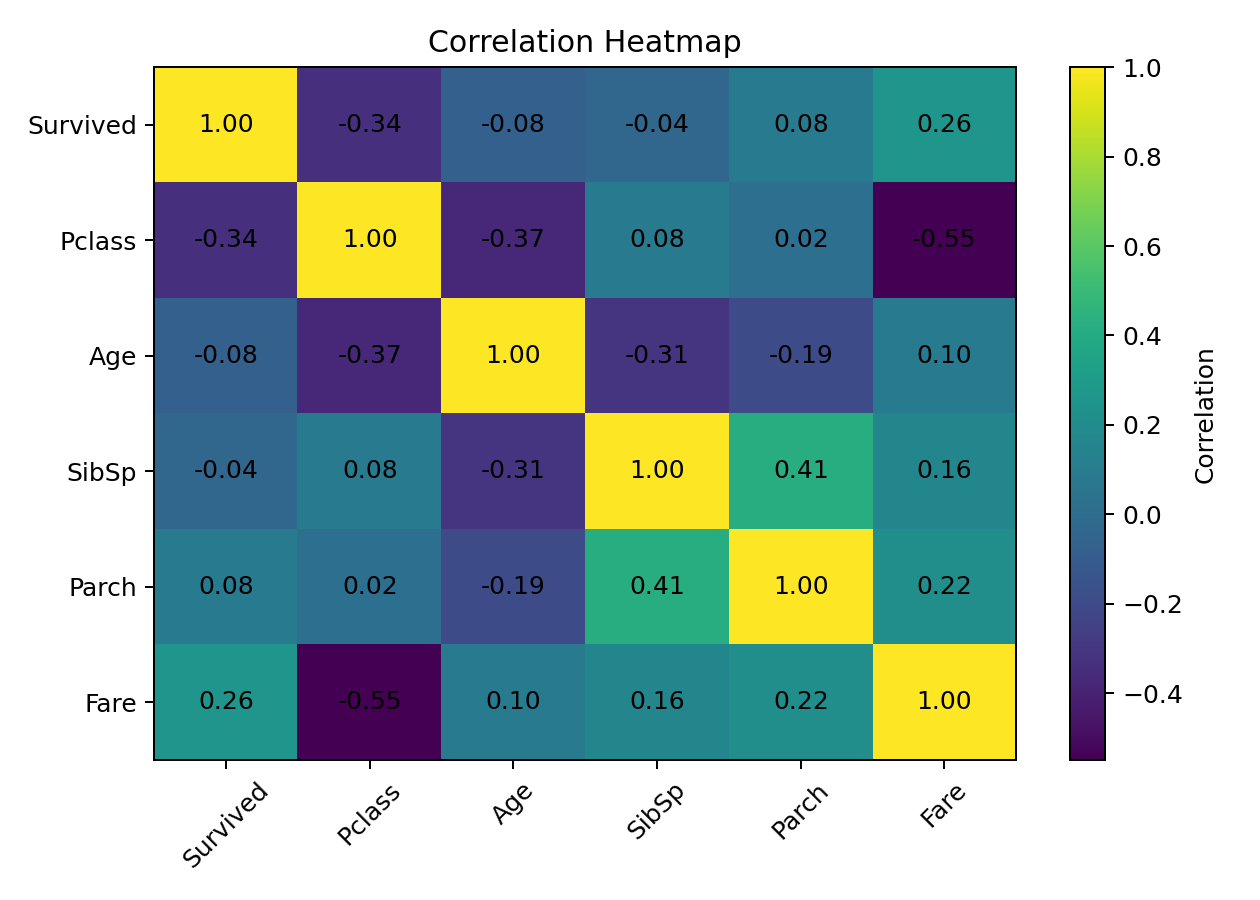 Correlation Heatmap
Survived 1.00 -0.34 -0.08 -0.04 0.08 0.26
Pclass -0.34 1.00 -0.37 0.08 0.02 -0.55
Age -0.08 -0.37 1.00 -0.31 -0.19 0.10
SibSp -0.04 0.08 -0.31 1.00 0.41 0.16
Parch 0.08 0.02 -0.19 0.41 1.00 0.22
Fare 0.26 -0.55 0.10 0.16 0.22 1.00
Survived Pclass Age SibSp Parch Fare
1.0
0.8
0.6
0.4
0.2
0.0
−0.2
−0.4
Correlation